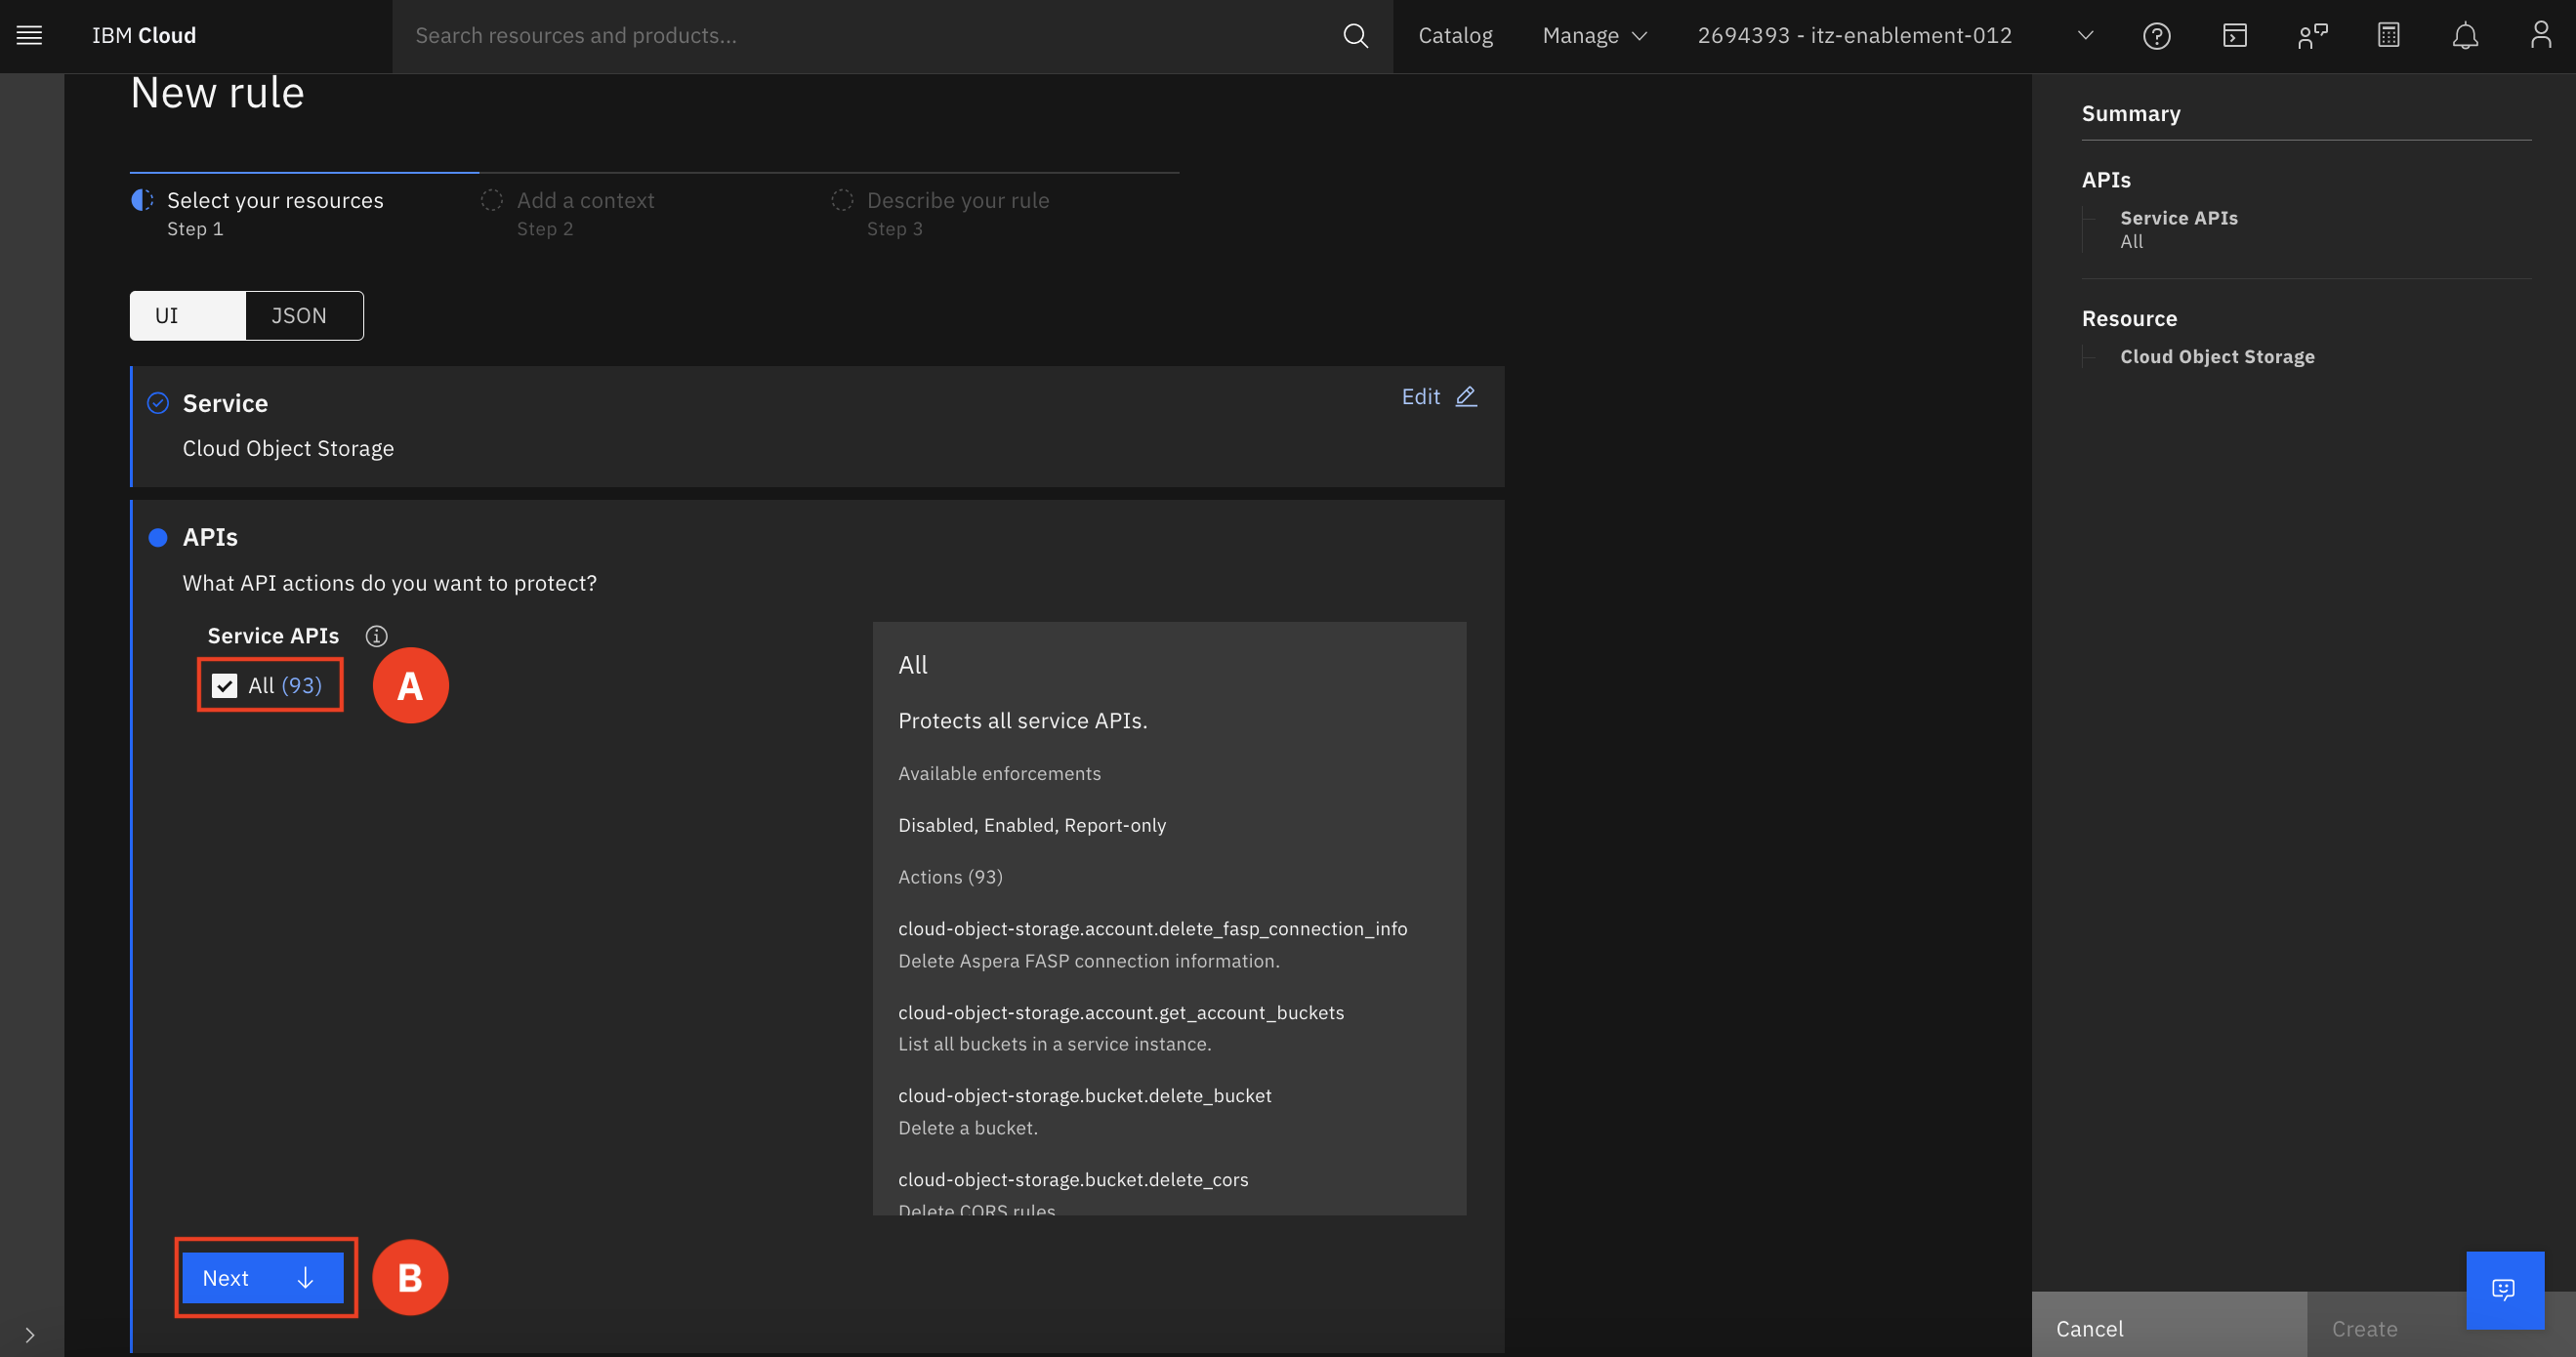 IBM Cloud
Search resources and products...
Catalog
Manage
2694393 - itz-enablement-012
New rule
Select your resources
Step 1
Add a context
Step 2
Describe your rule
Step 3
UI
JSON
Service
Edit
Cloud Object Storage
APIs
What API actions do you want to protect?
Service APIs
All (93)
A
All
Protects all service APIs.
Available enforcements
Disabled, Enabled, Report-only
Actions (93)
cloud-object-storage.account.delete_fasp_connection_info
Delete Aspera FASP connection information.
cloud-object-storage.account.get_account_buckets
List all buckets in a service instance.
cloud-object-storage.bucket.delete_bucket
Delete a bucket.
cloud-object-storage.bucket.delete_cors
Delete CORS rules
Next
B
Summary
APIs
Service APIs
All
Resource
Cloud Object Storage
Cancel
Create